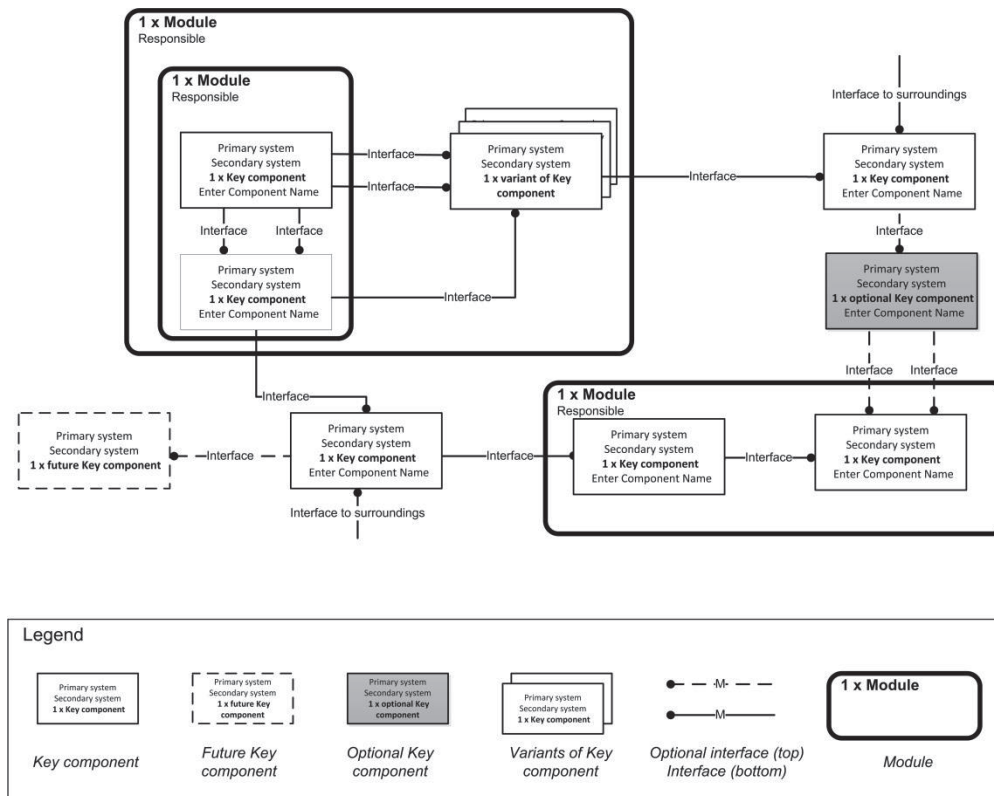 1 x Module
Responsible
1 x Module
Responsible
Primary system
Secondary system
1 x Key component
Enter Component Name
Interface
Interface
Primary system
Secondary system
1 x variant of Key
component
Interface
Interface to surroundings
Primary system
Secondary system
1 x Key component
Enter Component Name
Interface
Interface
Interface
Primary system
Secondary system
1 x Key component
Enter Component Name
Interface
Primary system
Secondary system
1 x optional Key component
Enter Component Name
Interface
Interface
Interface
1 x Module
Responsible
Primary system
Secondary system
1 x future Key component
Interface
Primary system
Secondary system
1 x Key component
Enter Component Name
Interface
Primary system
Secondary system
1 x Key component
Enter Component Name
Interface
Primary system
Secondary system
1 x Key component
Enter Component Name
Interface to surroundings
Legend
Primary system
Secondary system
1 x Key component
Key component
Primary system
Secondary system
1 x future Key
component
Future Key
component
Primary system
Secondary system
1 x optional Key
component
Optional Key
component
Primary system
Secondary system
1 x Key component
Variants of Key
component
M
M
Optional interface (top)
Interface (bottom)
1 x Module
Module